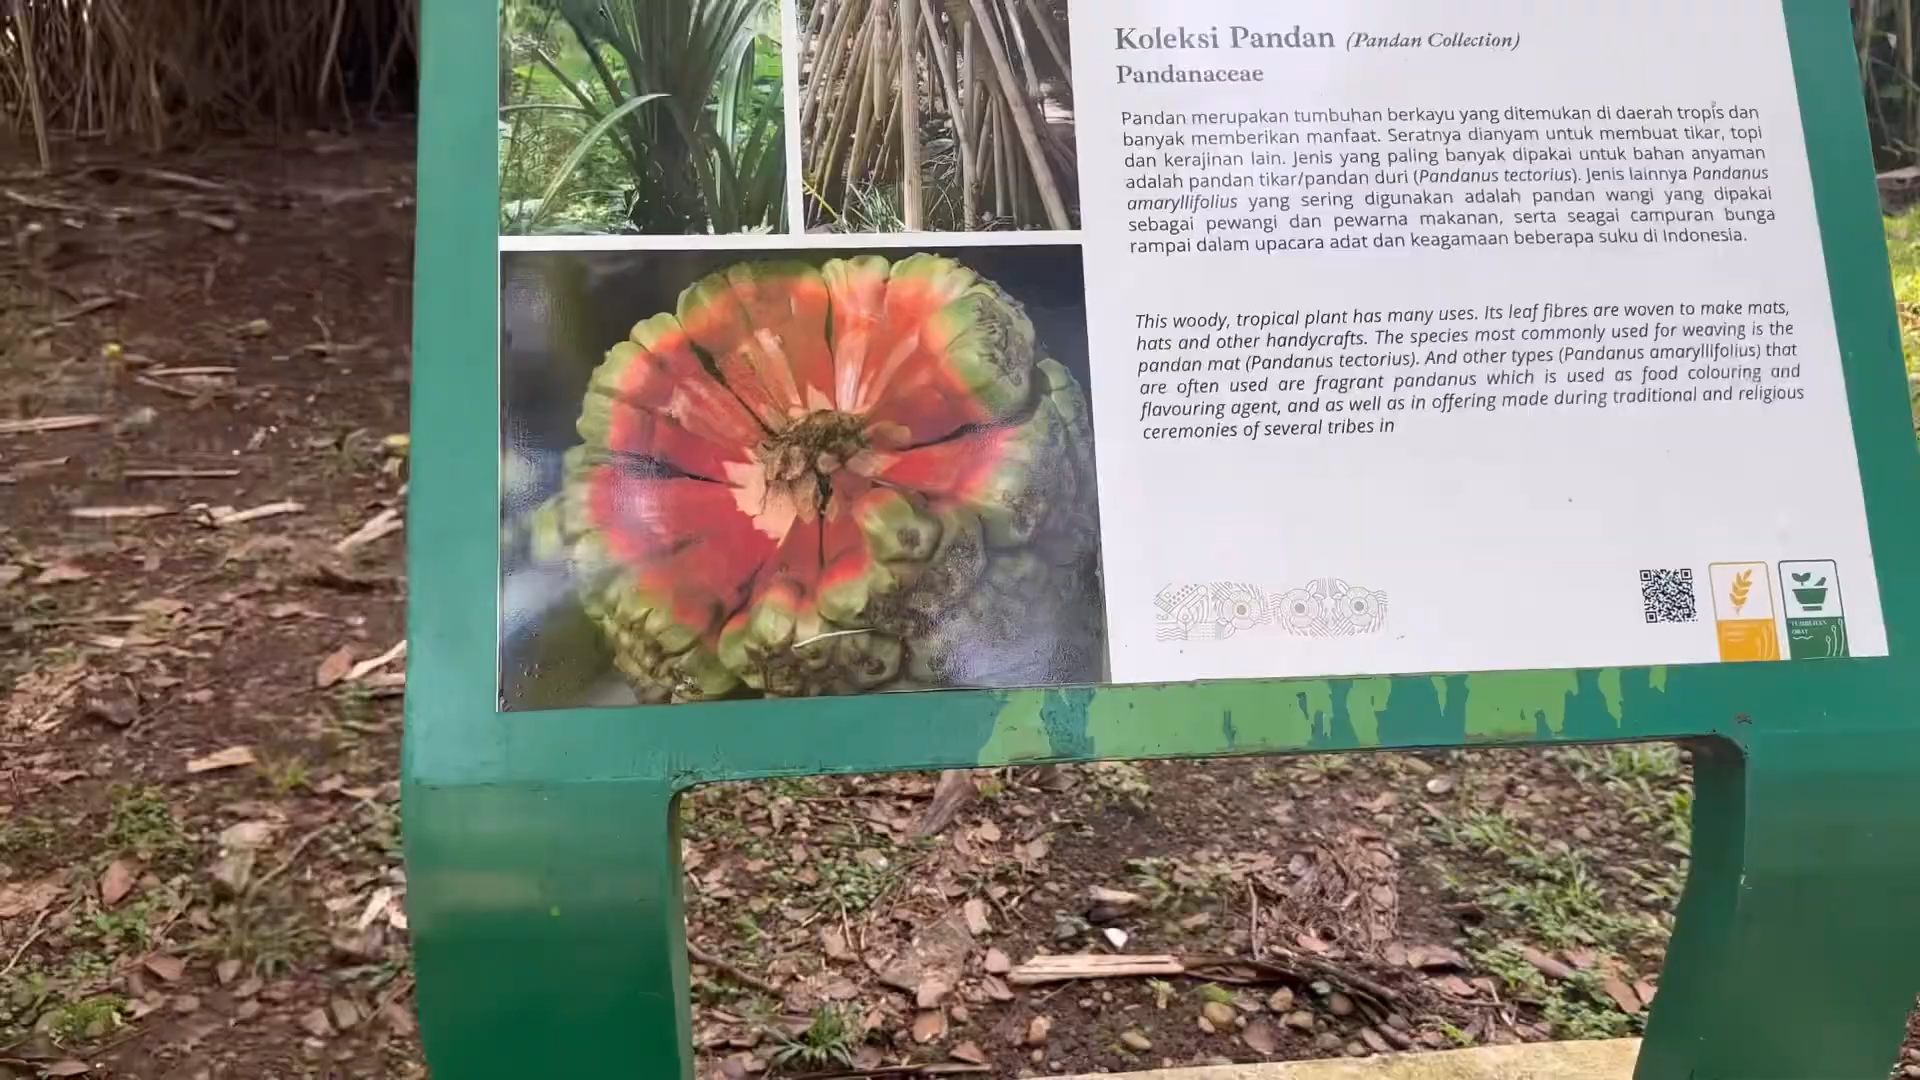 Koleksi Pandan (Pandan Collection)
Pandanaceae
Pandan merupakan tumbuhan berkayu yang ditemukan di daerah tropis dan
banyak memberikan manfaat. Seratnya dianyam untuk membuat tikar, topi
dan kerajinan lain. Jenis yang paling banyak dipakai untuk bahan anyaman
adalah pandan tikar/pandan duri (Pandanus tectorius). Jenis lainnya Pandanus
amaryllifolius yang sering digunakan adalah pandan wangi yang dipakai
sebagai pewangi dan pewarna makanan, serta seagai campuran bunga
rampai dalam upacara adat dan keagamaan beberapa suku di Indonesia.
This woody, tropical plant has many uses. Its leaf fibres are woven to make mats,
hats and other handycrafts. The species most commonly used for weaving is the
pandan mat (Pandanus tectorius). And other types (Pandanus amaryllifolius) that
are often used are fragrant pandanus which is used as food colouring and
flavouring agent, and as well as in offering made during traditional and religious
ceremonies of several tribes in
TUMBUHAN
OBAT